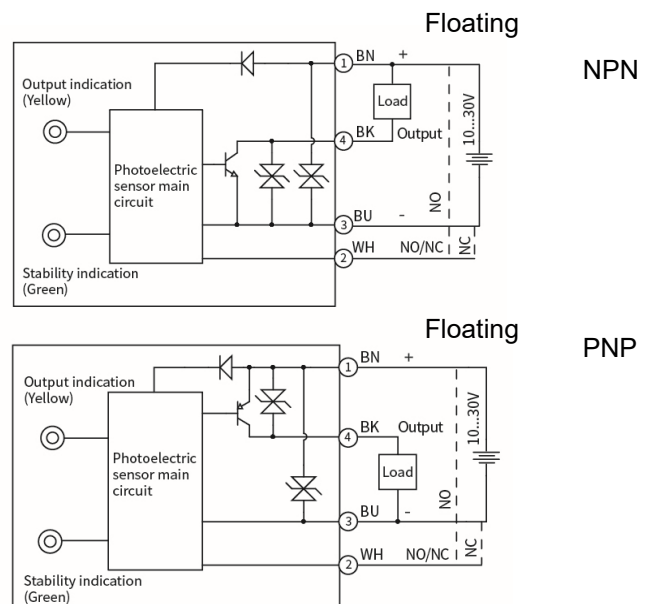 Floating
NPN
Output indication
(Yellow)
Photoelectric
sensor main
circuit
Stability indication
(Green)
1 BN +
Load
4 BK Output
10...30V
3 BU -
NO
2 WH NO/NC
NC
Floating
PNP
Output indication
(Yellow)
Photoelectric
sensor main
circuit
Stability indication
(Green)
1 BN +
4 BK Output
10...30V
Load
3 BU -
NO
2 WH NO/NC
NC